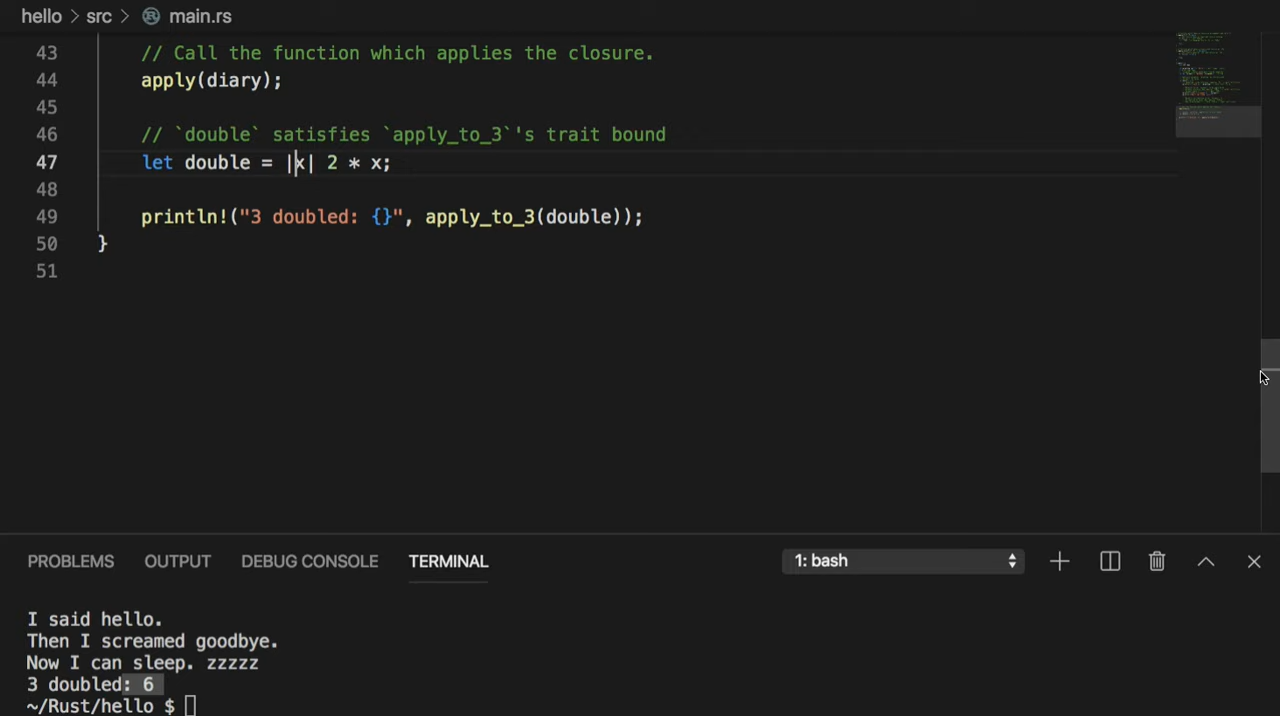 hello > src > main.rs
43 // Call the function which applies the closure.
44 apply(diary);
45
46 // `double` satisfies `apply_to_3`'s trait bound
47 let double = |x| 2 * x;
48
49 println!("3 doubled: {}", apply_to_3(double));
50 }
51
PROBLEMS OUTPUT DEBUG CONSOLE TERMINAL 1: bash
I said hello.
Then I screamed goodbye.
Now I can sleep. zzzzz
3 doubled: 6
~/Rust/hello $